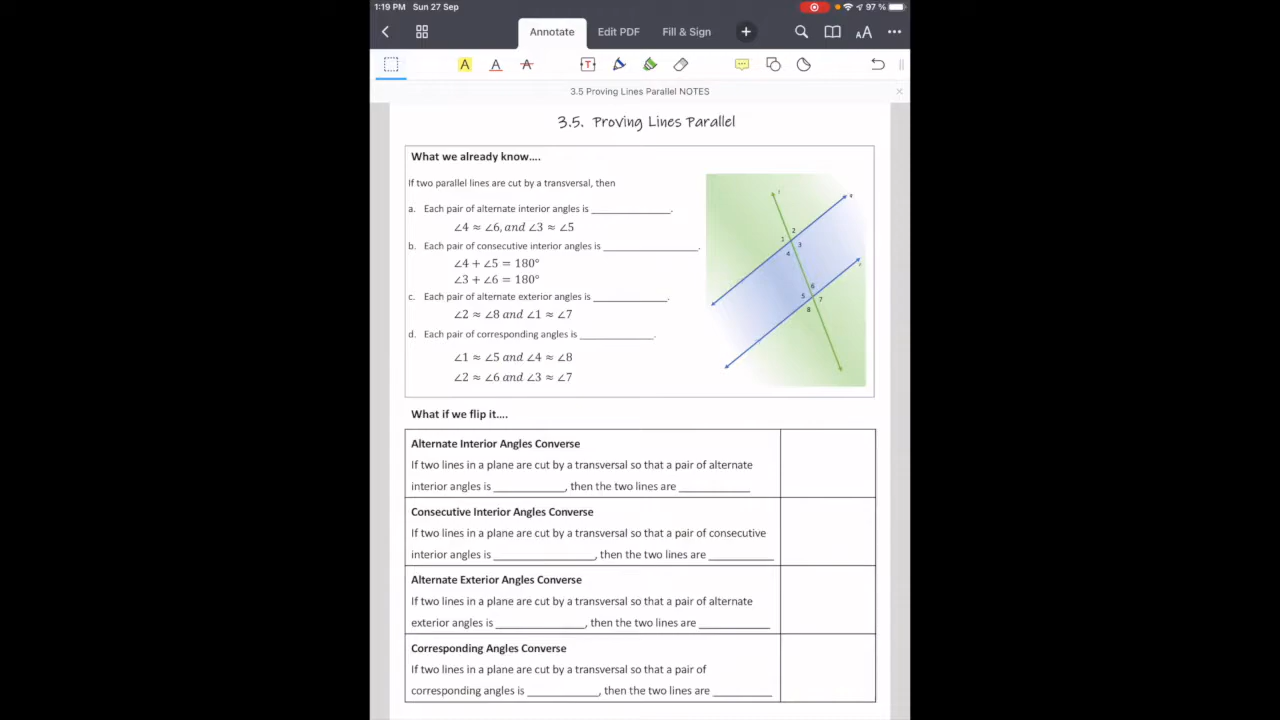 1:19 PM Sun 27 Sep 97 %
Annotate Edit PDF Fill & Sign
3.5 Proving Lines Parallel NOTES
3.5. Proving Lines Parallel
What we already know....
If two parallel lines are cut by a transversal, then
a. Each pair of alternate interior angles is _______________.
∠4 ≈ ∠6, and ∠3 ≈ ∠5
b. Each pair of consecutive interior angles is __________________.
∠4 + ∠5 = 180°
∠3 + ∠6 = 180°
c. Each pair of alternate exterior angles is ______________.
∠2 ≈ ∠8 and ∠1 ≈ ∠7
d. Each pair of corresponding angles is ______________.
∠1 ≈ ∠5 and ∠4 ≈ ∠8
∠2 ≈ ∠6 and ∠3 ≈ ∠7
1 2
4 3
5 6
8 7
What if we flip it....
Alternate Interior Angles Converse
If two lines in a plane are cut by a transversal so that a pair of alternate
interior angles is _____________, then the two lines are _____________
Consecutive Interior Angles Converse
If two lines in a plane are cut by a transversal so that a pair of consecutive
interior angles is ___________________, then the two lines are ____________
Alternate Exterior Angles Converse
If two lines in a plane are cut by a transversal so that a pair of alternate
exterior angles is ________________, then the two lines are _____________
Corresponding Angles Converse
If two lines in a plane are cut by a transversal so that a pair of
corresponding angles is _____________, then the two lines are ___________